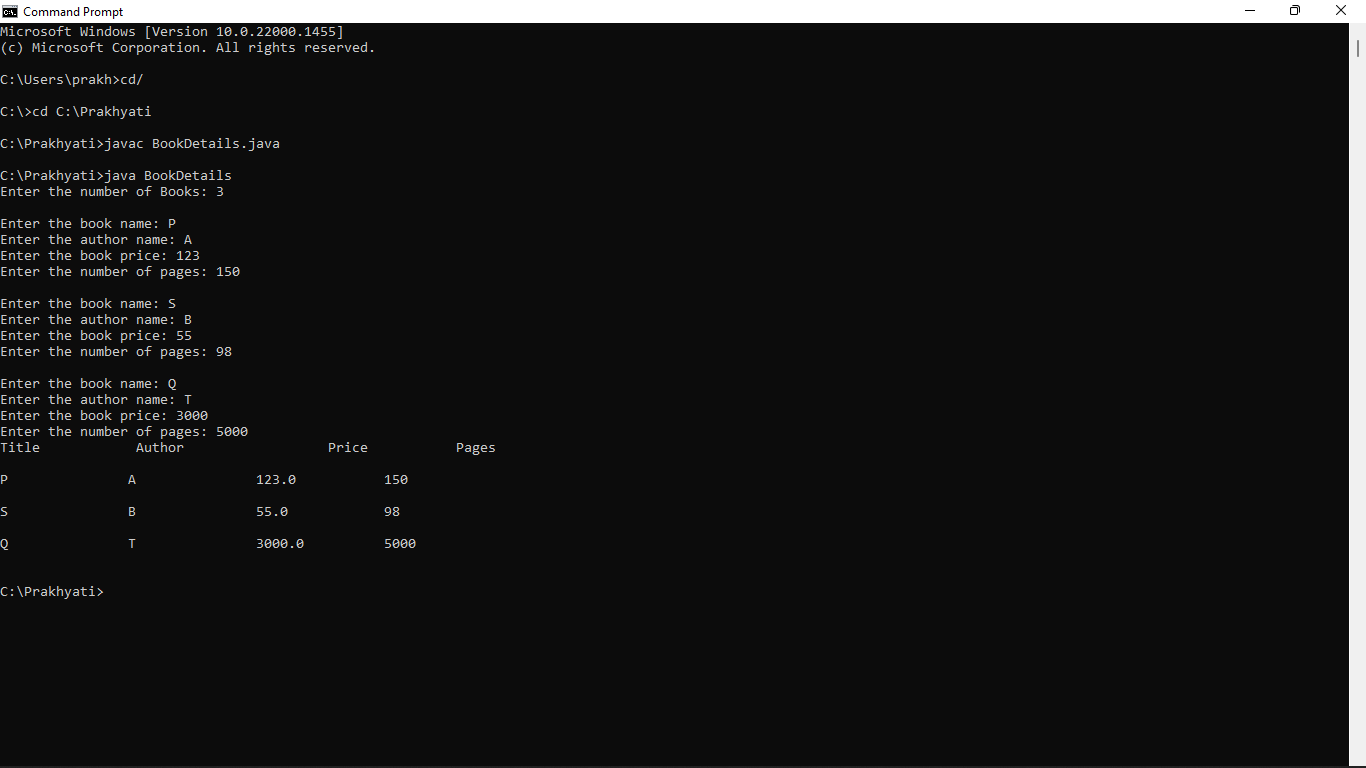 Command Prompt
Microsoft Windows [Version 10.0.22000.1455]
(c) Microsoft Corporation. All rights reserved.
C:\Users\prakh>cd/
C:\>cd C:\Prakhyati
C:\Prakhyati>javac BookDetails.java
C:\Prakhyati>java BookDetails
Enter the number of Books: 3
Enter the book name: P
Enter the author name: A
Enter the book price: 123
Enter the number of pages: 150
Enter the book name: S
Enter the author name: B
Enter the book price: 55
Enter the number of pages: 98
Enter the book name: Q
Enter the author name: T
Enter the book price: 3000
Enter the number of pages: 5000
Title            Author                  Price           Pages
P               A               123.0           150
S               B               55.0            98
Q               T               3000.0          5000
C:\Prakhyati>